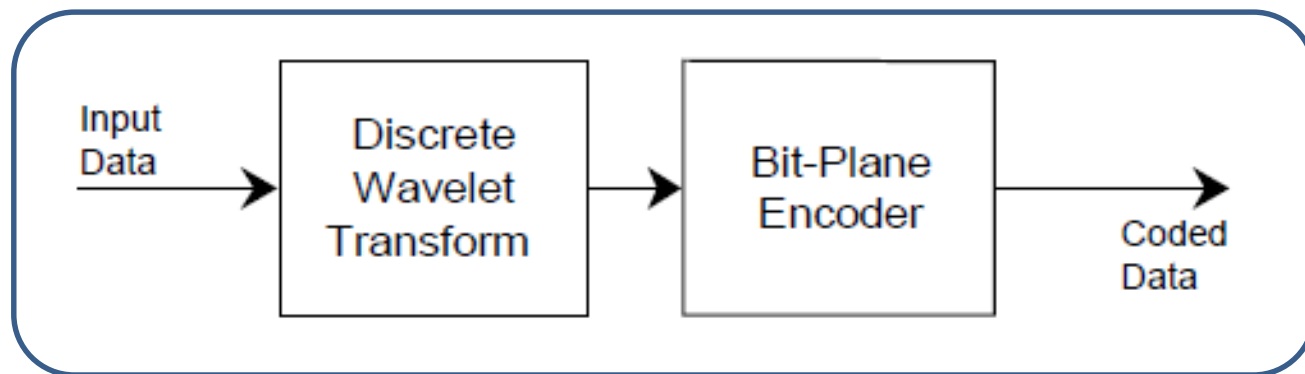 Input
Data
Discrete
Wavelet
Transform
Bit-Plane
Encoder
Coded
Data